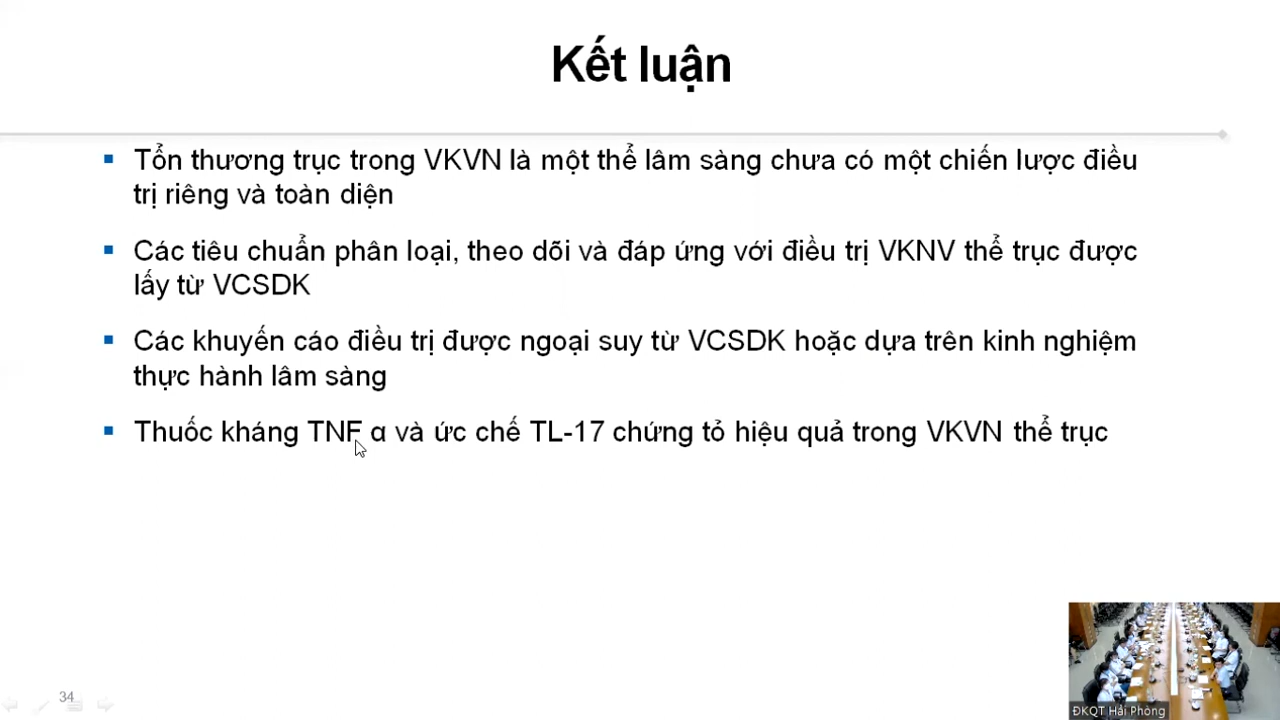 Kết luận
Tổn thương trục trong VKVN là một thể lâm sàng chưa có một chiến lược điều
trị riêng và toàn diện
Các tiêu chuẩn phân loại, theo dõi và đáp ứng với điều trị VKNV thể trục được
lấy từ VCSDK
Các khuyến cáo điều trị được ngoại suy từ VCSDK hoặc dựa trên kinh nghiệm
thực hành lâm sàng
Thuốc kháng TNF α và ức chế TL-17 chứng tỏ hiệu quả trong VKVN thể trục
34
ĐKQT Hải Phòng